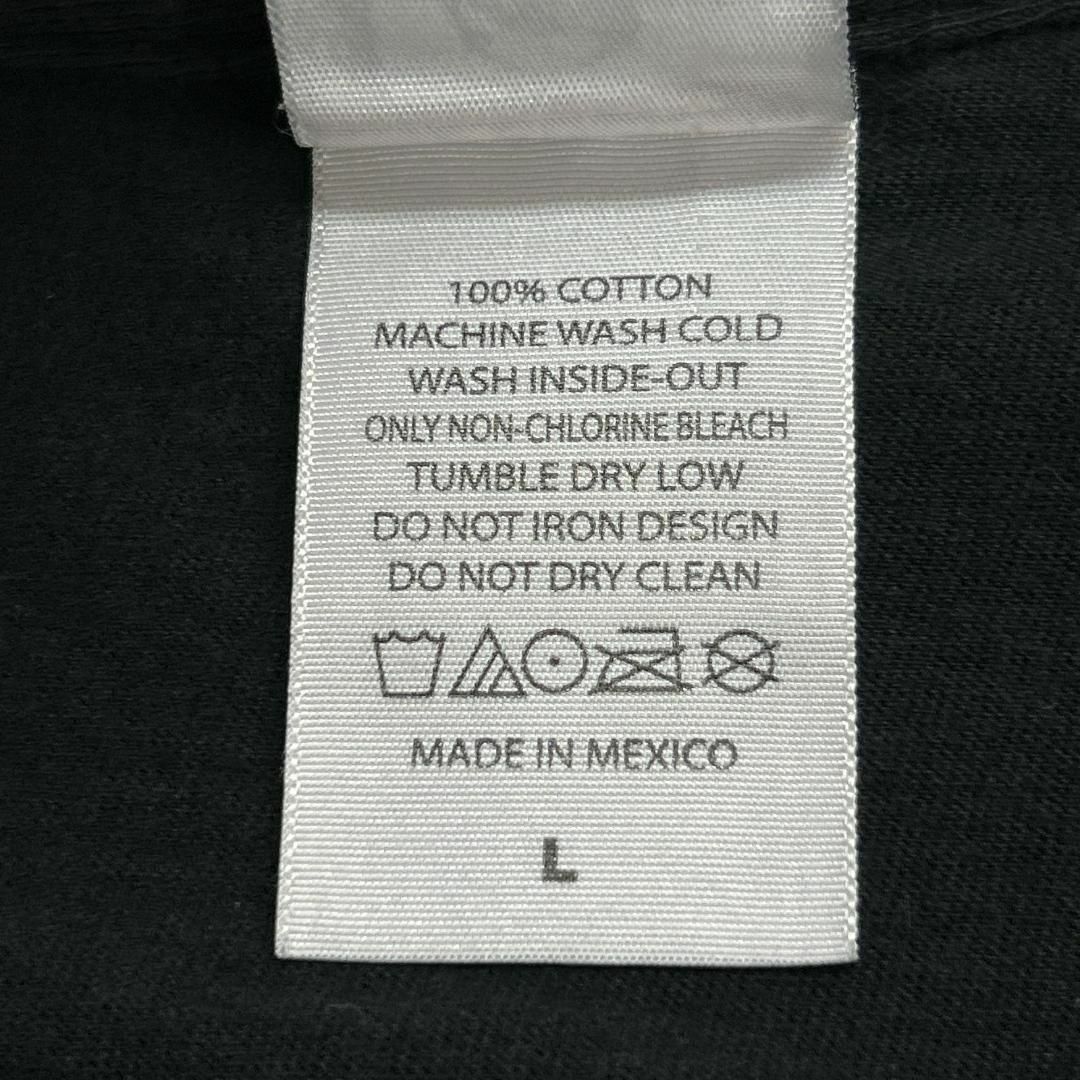 100% COTTON
MACHINE WASH COLD
WASH INSIDE-OUT
ONLY NON-CHLORINE BLEACH
TUMBLE DRY LOW
DO NOT IRON DESIGN
DO NOT DRY CLEAN
MADE IN MEXICO
L